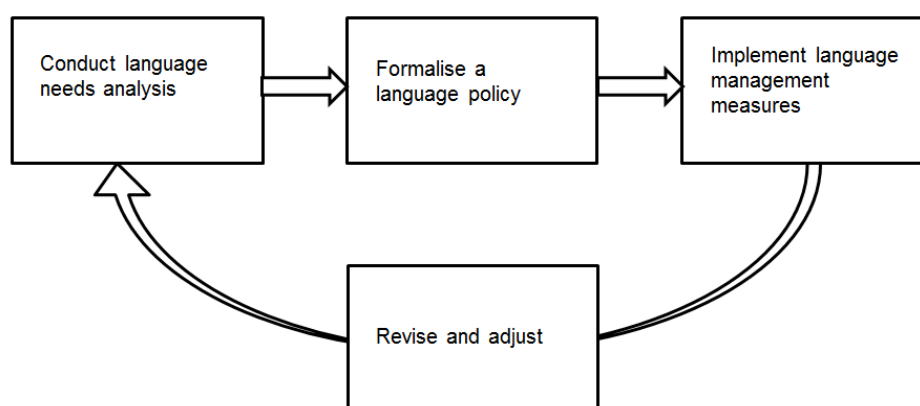 Conduct language
needs analysis
Formalise a
language policy
Implement language
management
measures
Revise and adjust